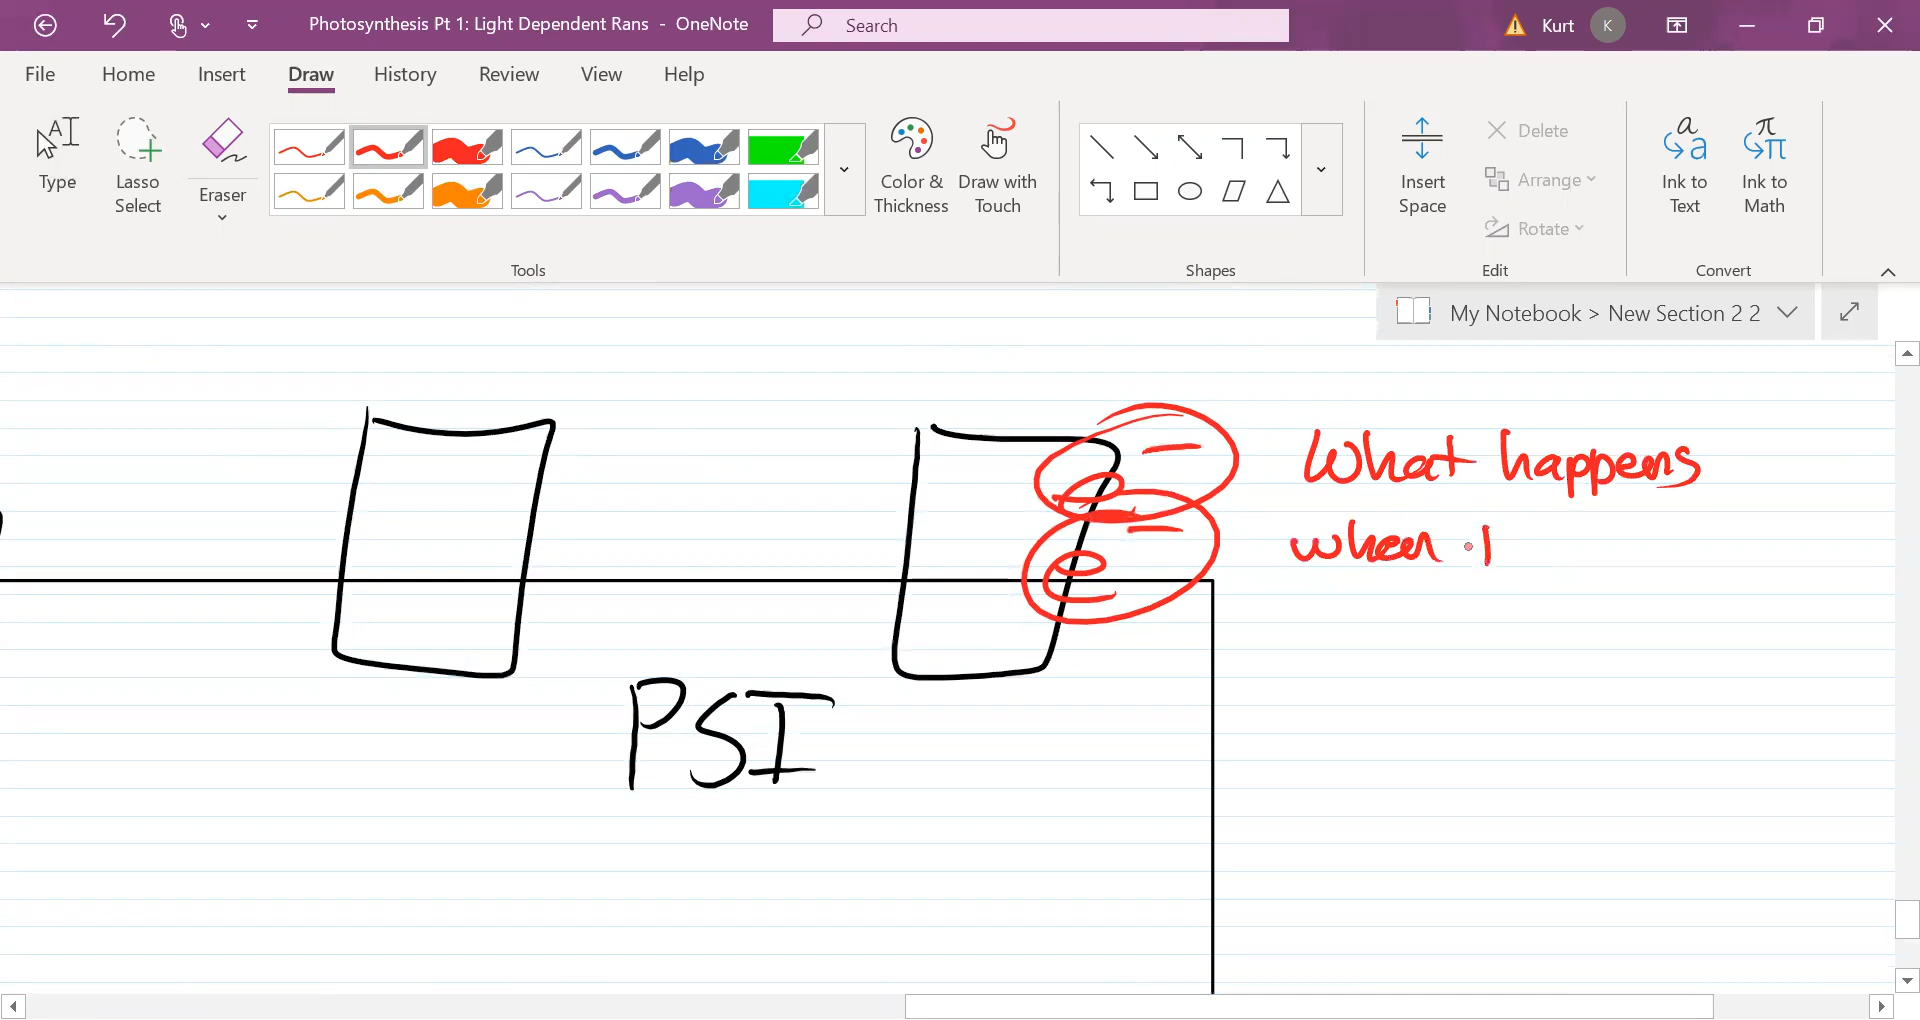 Photosynthesis Pt 1: Light Dependent Rans - OneNote
Search
Kurt
K
File Home Insert Draw History Review View Help
Type
Lasso Select
Eraser
Color & Thickness
Draw with Touch
Insert Space
Delete
Arrange
Rotate
Ink to Text
Ink to Math
Tools
Shapes
Edit
Convert
My Notebook > New Section 2 2
e-
e-
What happens
when
PSI